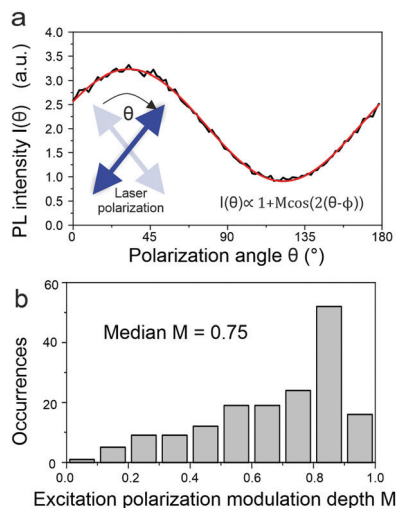 a
PL intensity I(θ) (a.u.)
4.0
3.5
3.0
2.5
2.0
1.5
1.0
0.5
0.0
θ
Laser
polarization
I(θ)∝ 1+Mcos(2(θ-ϕ))
0 45 90 135 180
Polarization angle θ (°)
b
Occurrences
60
40
20
0
Median M = 0.75
0.0 0.2 0.4 0.6 0.8 1.0
Excitation polarization modulation depth M